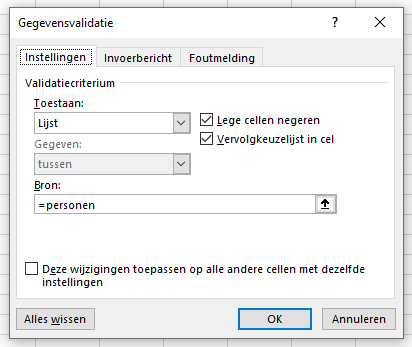 Gegevensvalidatie
Instellingen Invoerbericht Foutmelding
Validatiecriterium
Toestaan:
Lijst
Lege cellen negeren
Gegeven:
Vervolgkeuzelijst in cel
tussen
Bron:
=personen
Deze wijzigingen toepassen op alle andere cellen met dezelfde
instellingen
Alles wissen OK Annuleren